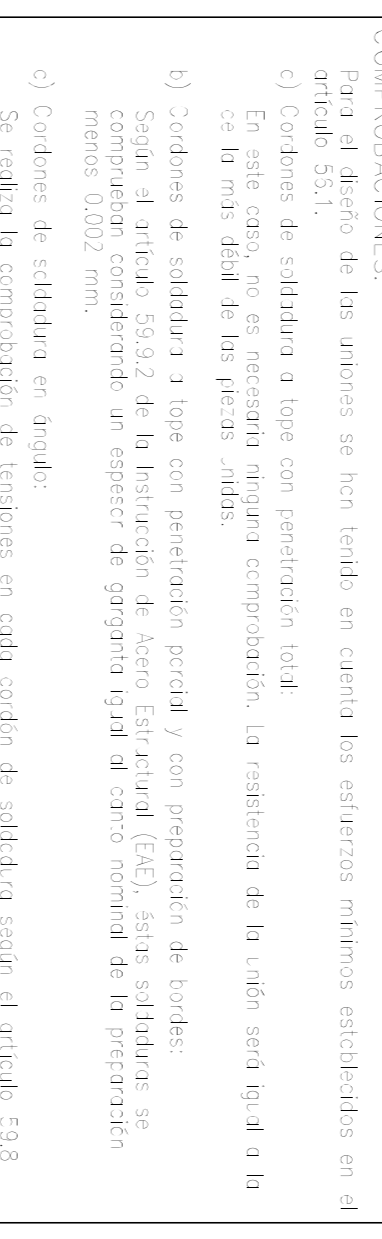 COMPROBACIONES:
Para el diseño de las uniones se han tenido en cuenta los esfuerzos mínimos establecidos en el
artículo 56.1.
c) Cordones de soldadura a tope con penetración total:
En este caso, no es necesaria ninguna comprobación. La resistencia de la unión será igual a la
de la más débil de las piezas unidas.
b) Cordones de soldadura a tope con penetración parcial y con preparación de bordes:
Según el artículo 59.9.2 de la Instrucción de Acero Estructural (EAE), éstas soldaduras se
comprueban considerando un espesor de garganta igual al canto nominal de la preparación
menos 0.002 mm.
c) Cordones de soldadura en ángulo:
Se realiza la comprobación de tensiones en cada cordón de soldadura según el artículo 59.8